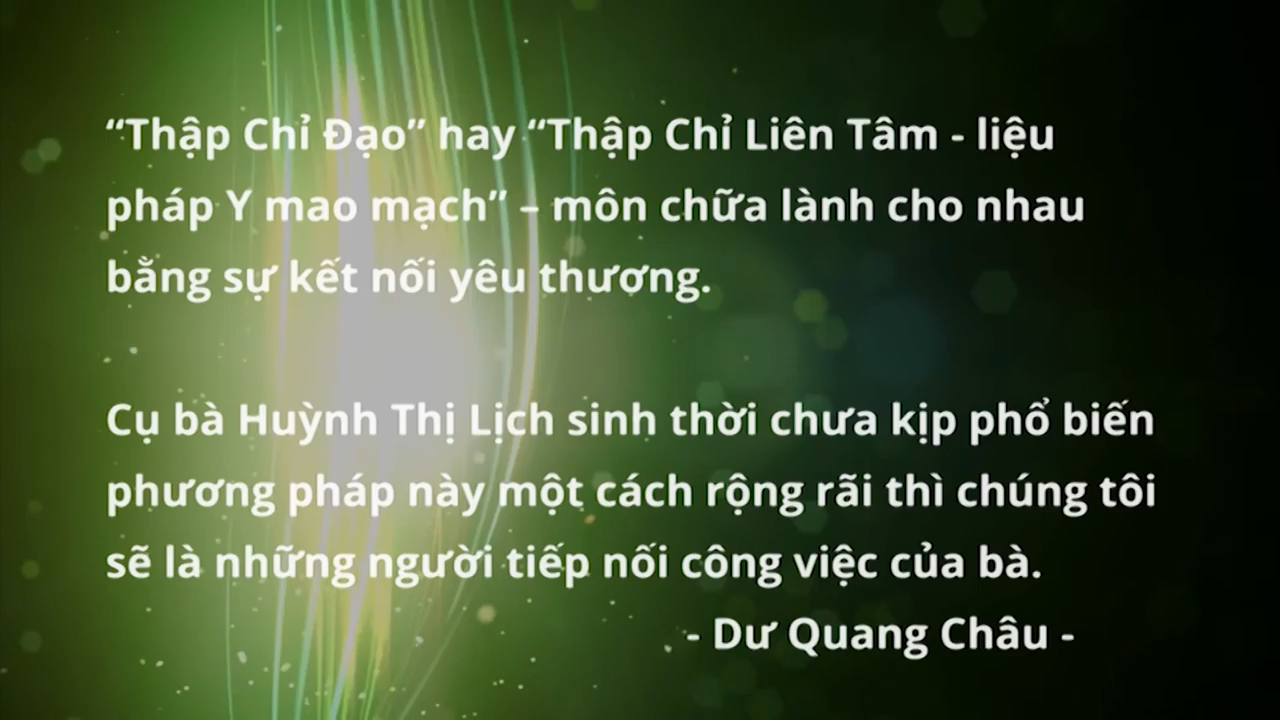 “Thập Chỉ Đạo” hay “Thập Chỉ Liên Tâm - liệu
pháp Y mao mạch” – môn chữa lành cho nhau
bằng sự kết nối yêu thương.
Cụ bà Huỳnh Thị Lịch sinh thời chưa kịp phổ biến
phương pháp này một cách rộng rãi thì chúng tôi
sẽ là những người tiếp nối công việc của bà.
- Dư Quang Châu -